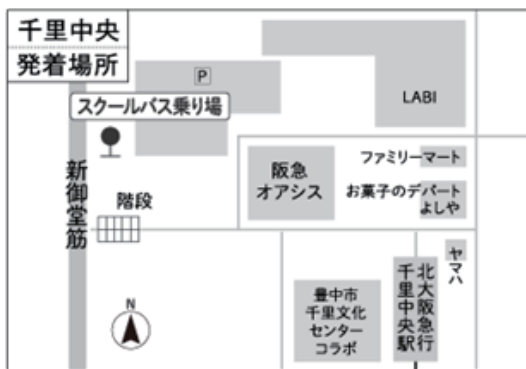 千里中央
発着場所
P
スクールバス乗り場
LABI
新御堂筋
階段
阪急
オアシス
ファミリーマート
お菓子のデパート
よしや
ヤマハ
N
豊中市
千里文化
センター
コラボ
北大阪急行
千里中央駅